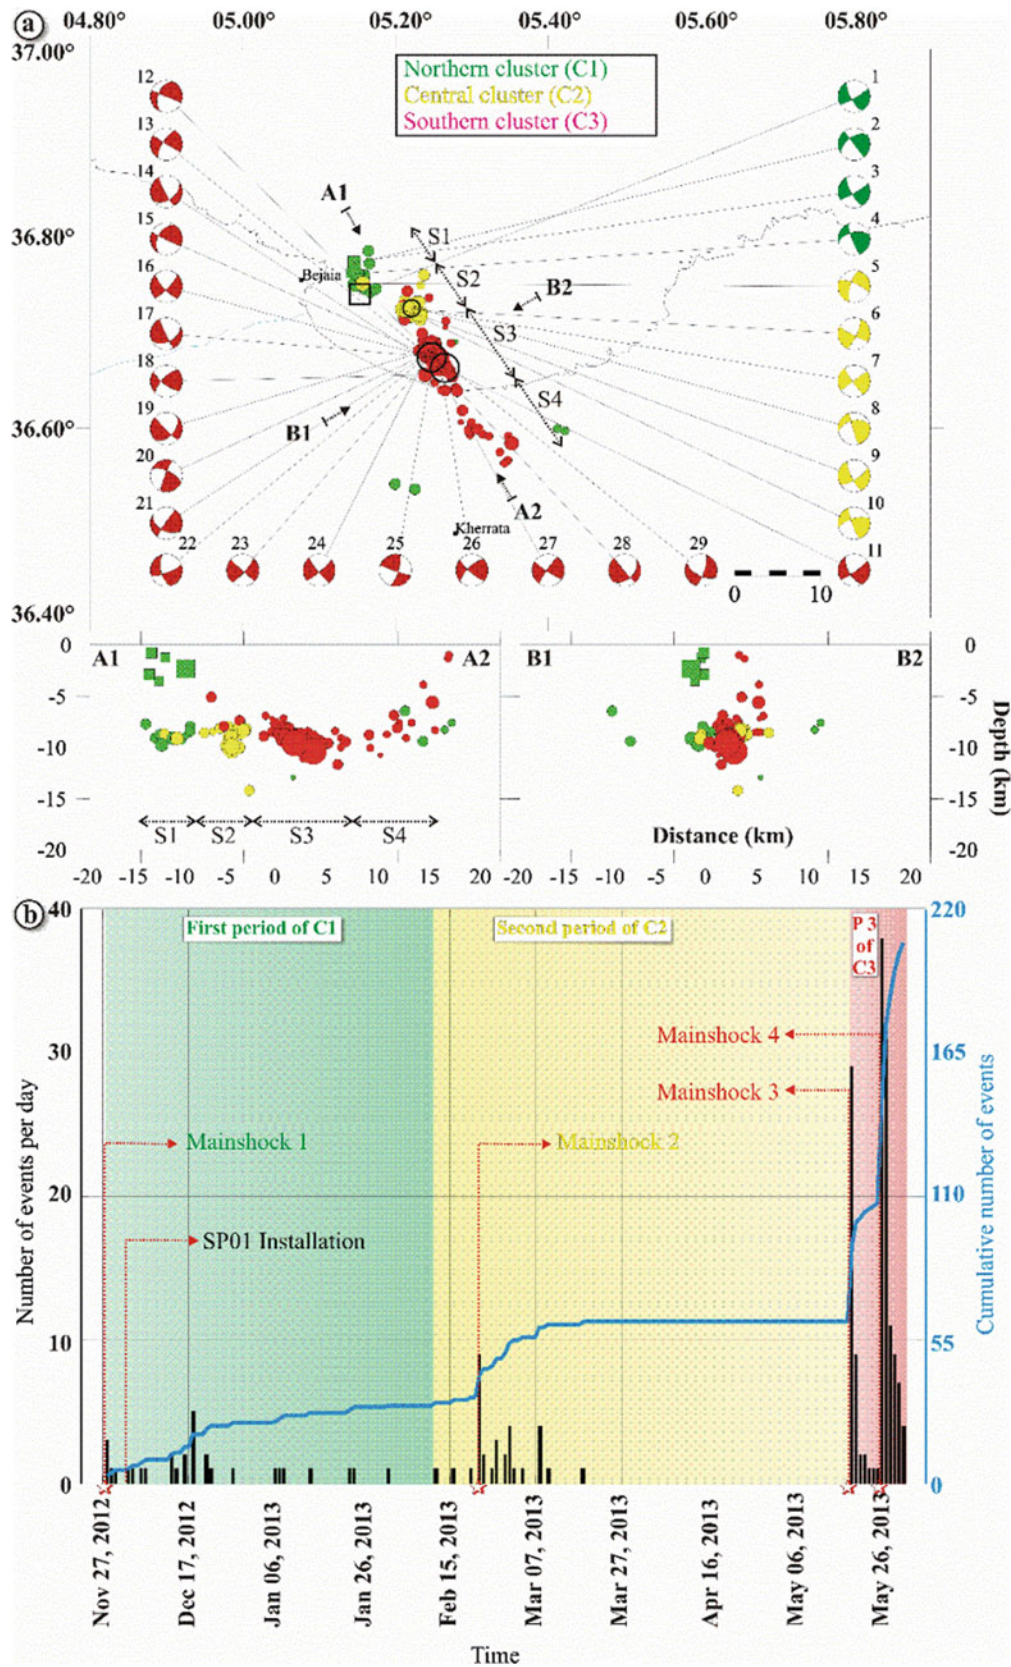 a
04.80° 05.00° 05.20° 05.40° 05.60° 05.80°
37.00°
36.80°
36.60°
36.40°
Northern cluster (C1)
Central cluster (C2)
Southern cluster (C3)
12
13
14
15
16
17
18
19
20
21
22 23 24 25 26 27 28 29
1
2
3
4
5
6
7
8
9
10
11
A1
S1
S2
Bejaia
B2
S3
S4
B1
A2
Kherrata
0 10
A1 A2 B1 B2
0
-5
-10
-15
-20
S1 S2 S3 S4
Distance (km)
0
-5
-10
-15
-20
Depth (km)
-20 -15 -10 -5 0 5 10 15 20
-20 -15 -10 -5 0 5 10 15 20
b
40
30
20
10
0
Number of events per day
First period of C1
Second period of C2
P 3
of
C3
Mainshock 4
Mainshock 3
Mainshock 1
Mainshock 2
SP01 Installation
220
165
110
55
0
Cumulative number of events
Nov 27, 2012
Dec 17, 2012
Jan 06, 2013
Jan 26, 2013
Feb 15, 2013
Mar 07, 2013
Mar 27, 2013
Apr 16, 2013
May 06, 2013
May 26, 2013
Time